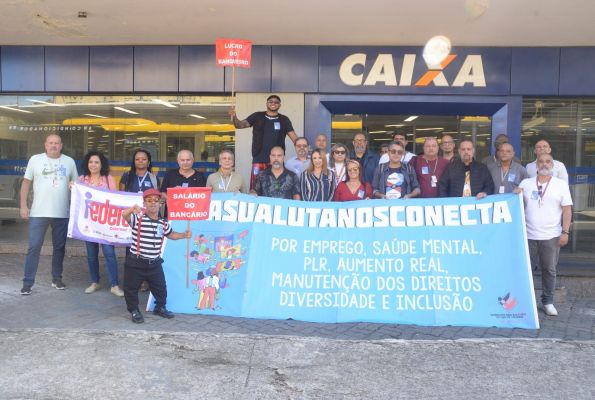 LUCRO DO
BANQUEIRO
CAIXA
SALÁRIO DO
BANCÁRIO
ASUALUTANOSCONECTA
POR EMPREGO, SAÚDE MENTAL,
PLR, AUMENTO REAL,
MANUTENÇÃO DOS DIREITOS
DIVERSIDADE E INCLUSÃO